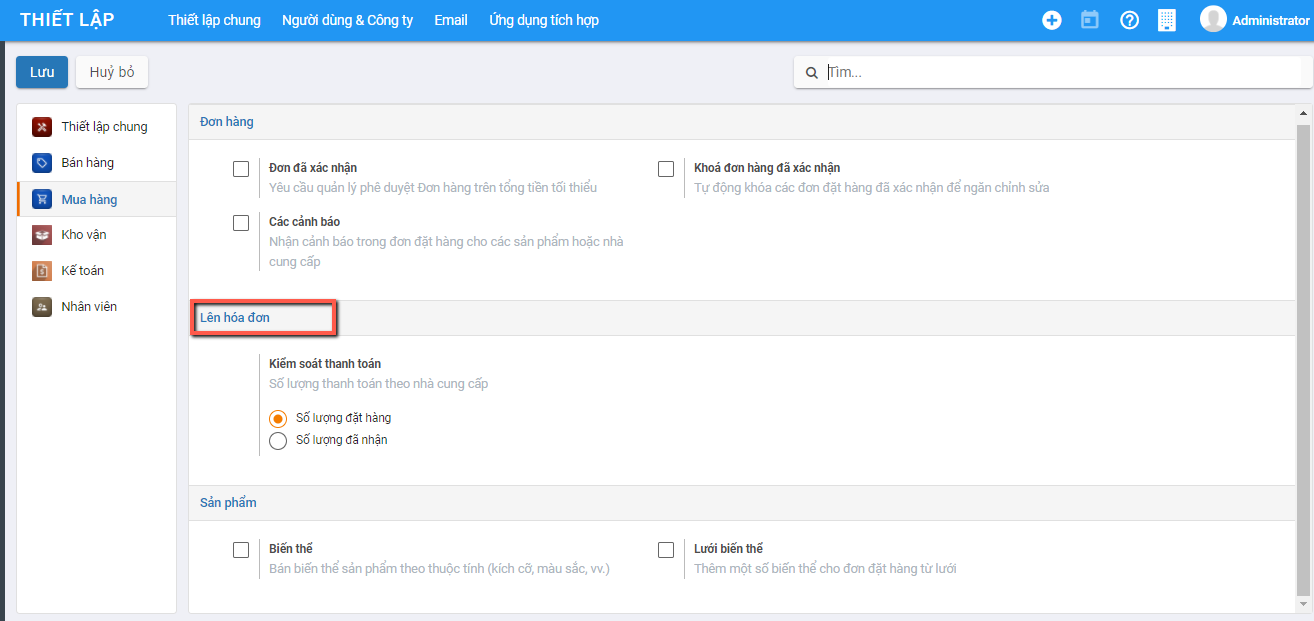 THIẾT LẬP
Thiết lập chung Người dùng & Công ty Email Ứng dụng tích hợp
Administrator
Lưu Huỷ bỏ
Tìm...
Thiết lập chung
Bán hàng
Mua hàng
Kho vận
Kế toán
Nhân viên
Đơn hàng
Đơn đã xác nhận
Yêu cầu quản lý phê duyệt Đơn hàng trên tổng tiền tối thiểu
Khoá đơn hàng đã xác nhận
Tự động khóa các đơn đặt hàng đã xác nhận để ngăn chỉnh sửa
Các cảnh báo
Nhận cảnh báo trong đơn đặt hàng cho các sản phẩm hoặc nhà
cung cấp
Lên hóa đơn
Kiểm soát thanh toán
Số lượng thanh toán theo nhà cung cấp
Số lượng đặt hàng
Số lượng đã nhận
Sản phẩm
Biến thể
Bán biến thể sản phẩm theo thuộc tính (kích cỡ, màu sắc, vv.)
Lưới biến thể
Thêm một số biến thể cho đơn đặt hàng từ lưới